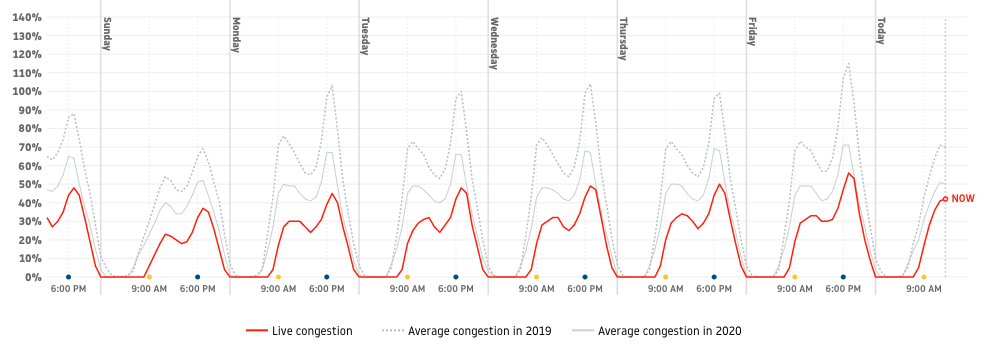 140%
130%
120%
110%
100%
90%
80%
70%
60%
50%
40%
30%
20%
10%
0%
Sunday
Monday
Tuesday
Wednesday
Thursday
Friday
Today
NOW
6:00 PM 9:00 AM 6:00 PM 9:00 AM 6:00 PM 9:00 AM 6:00 PM 9:00 AM 6:00 PM 9:00 AM 6:00 PM 9:00 AM 6:00 PM 9:00 AM
Live congestion Average congestion in 2019 Average congestion in 2020